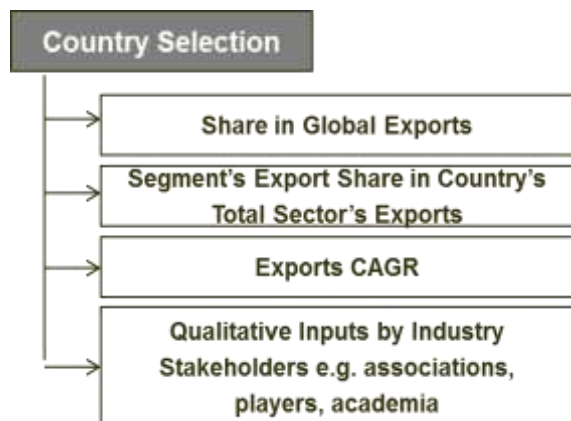 Country Selection
Share in Global Exports
Segment's Export Share in Country's
Total Sector's Exports
Exports CAGR
Qualitative Inputs by Industry
Stakeholders e.g. associations,
players, academia